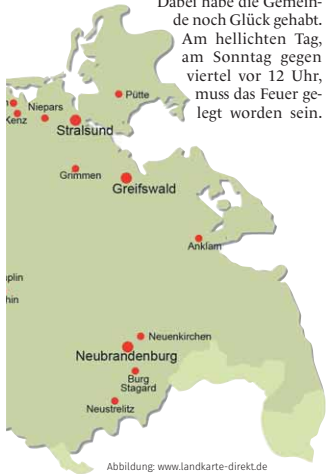 Dabei habe die Gemein-
de noch Glück gehabt.
Am hellichten Tag,
am Sonntag gegen
viertel vor 12 Uhr,
muss das Feuer ge-
legt worden sein.
Pütte
Niepars
Kenz
Stralsund
Grimmen
Greifswald
Anklam
plin
hin
Neuenkirchen
Neubrandenburg
Burg
Stagard
Neustrelitz
Abbildung: www.landkarte-direkt.de